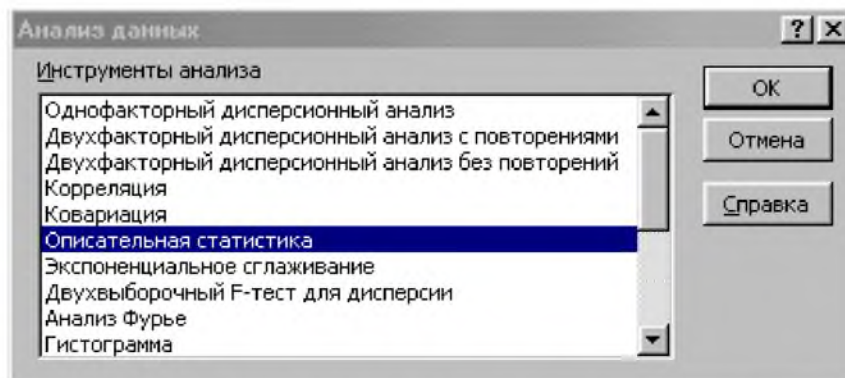 Анализ данных
Инструменты анализа
Однофакторный дисперсионный анализ
Двухфакторный дисперсионный анализ с повторениями
Двухфакторный дисперсионный анализ без повторений
Корреляция
Ковариация
Описательная статистика
Экспоненциальное сглаживание
Двухвыборочный F-тест для дисперсии
Анализ Фурье
Гистограмма
OK
Отмена
Справка